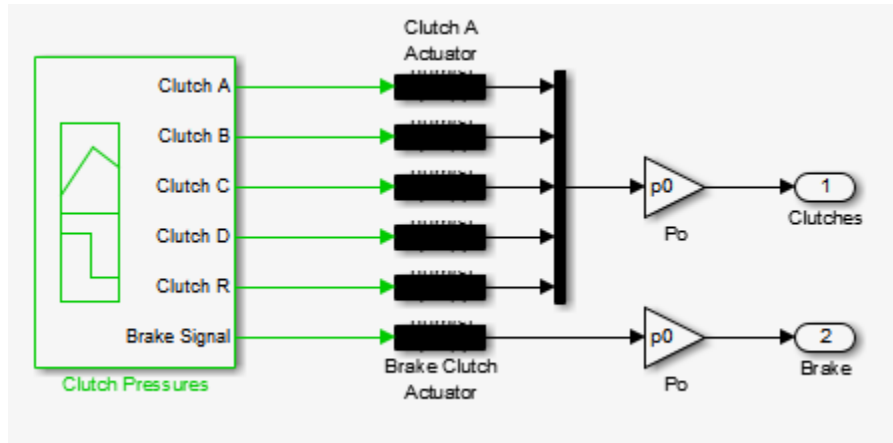 Clutch A
Actuator
Clutch A
Clutch B
Clutch C
Clutch D
Clutch R
Brake Signal
Clutch Pressures
Brake Clutch
Actuator
p0
Po
1
Clutches
p0
Po
2
Brake